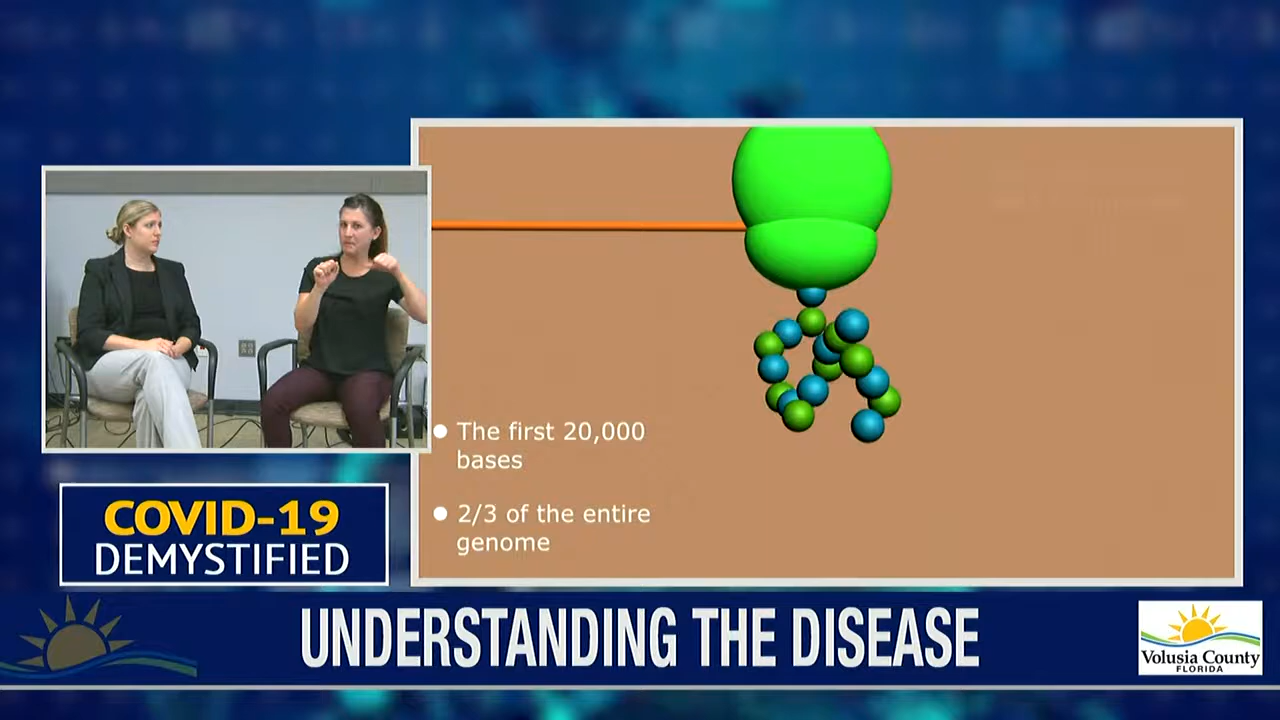 The first 20,000
bases
2/3 of the entire
genome
COVID-19
DEMYSTIFIED
UNDERSTANDING THE DISEASE
Volusia County
FLORIDA